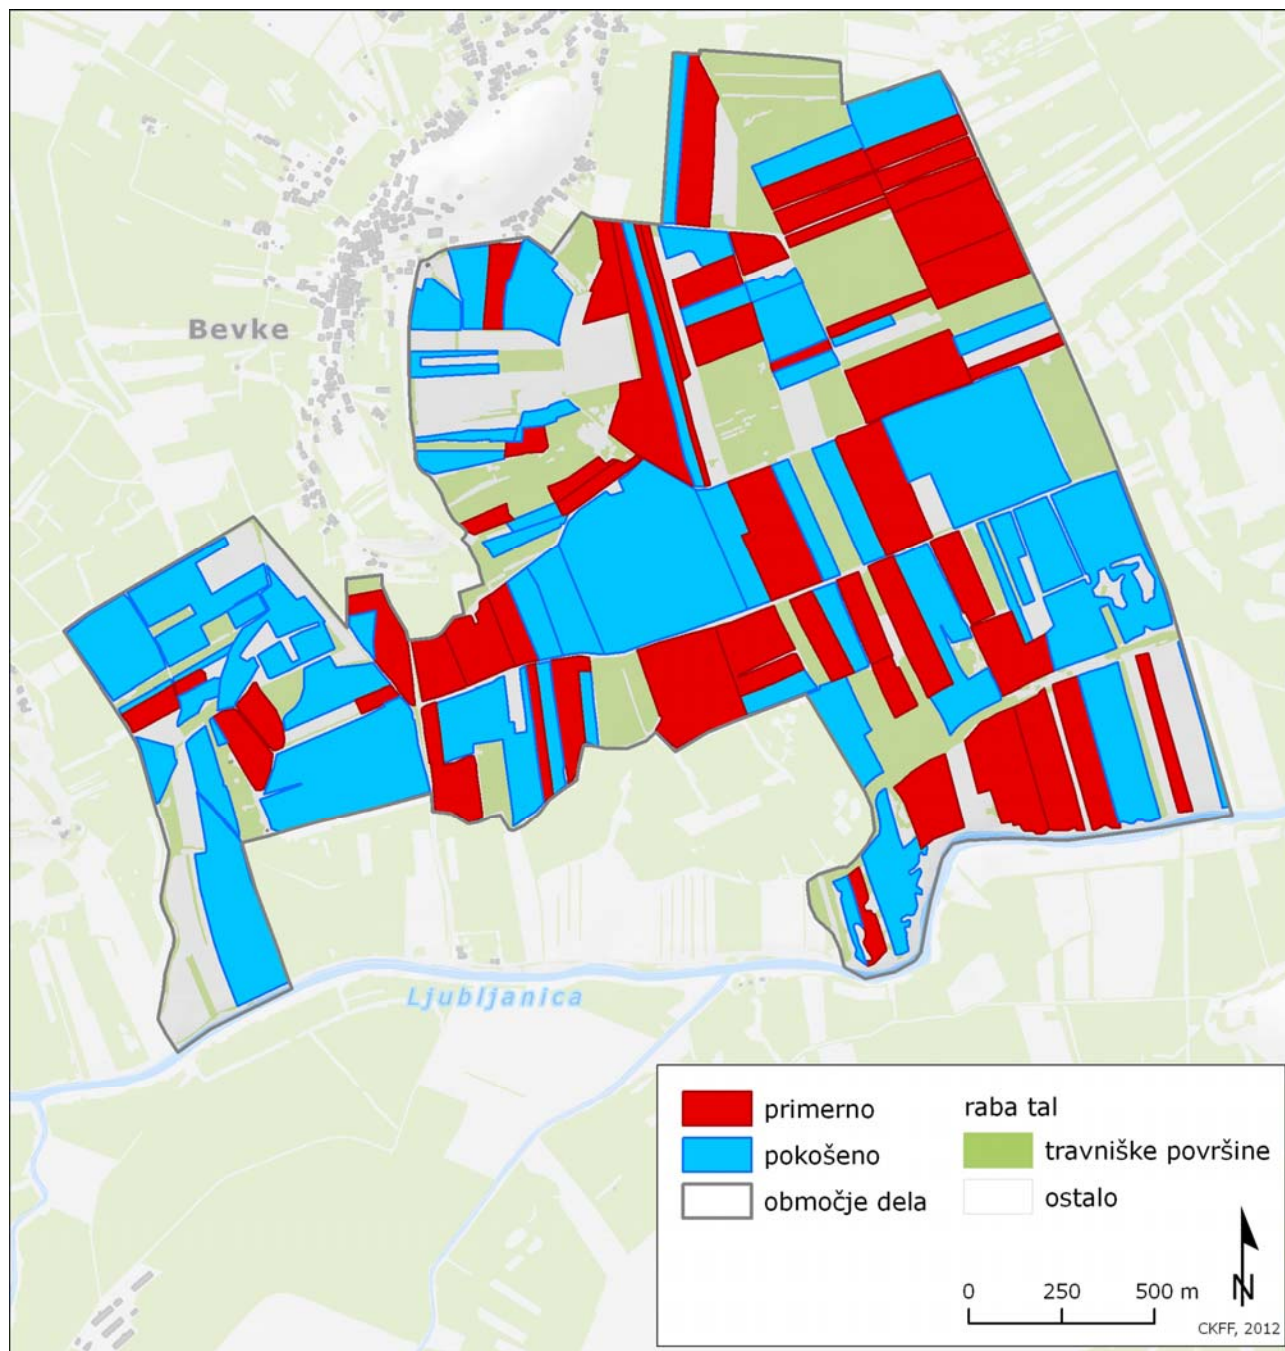 Bevke
Ljubljanica
primerno
pokošeno
območje dela
raba tal
travniške površine
ostalo
N
0 250 500 m
CKFF, 2012